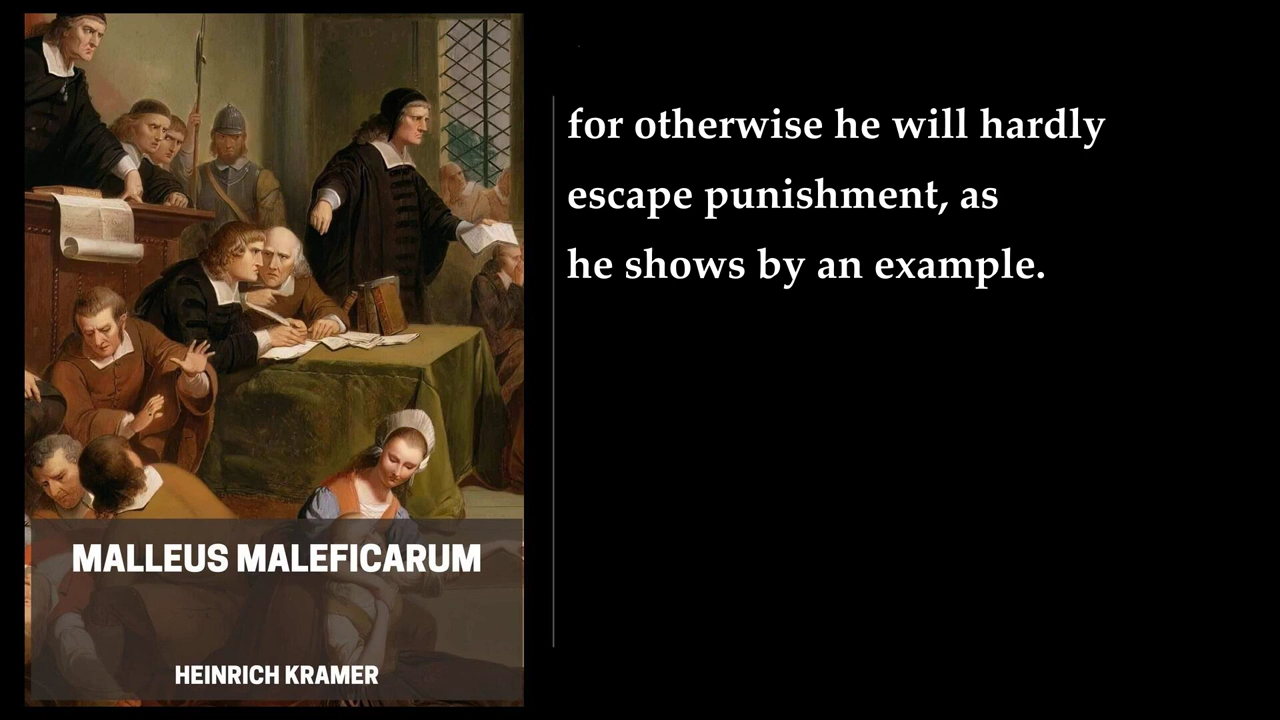 for otherwise he will hardly
escape punishment, as
he shows by an example.
MALLEUS MALEFICARUM
HEINRICH KRAMER